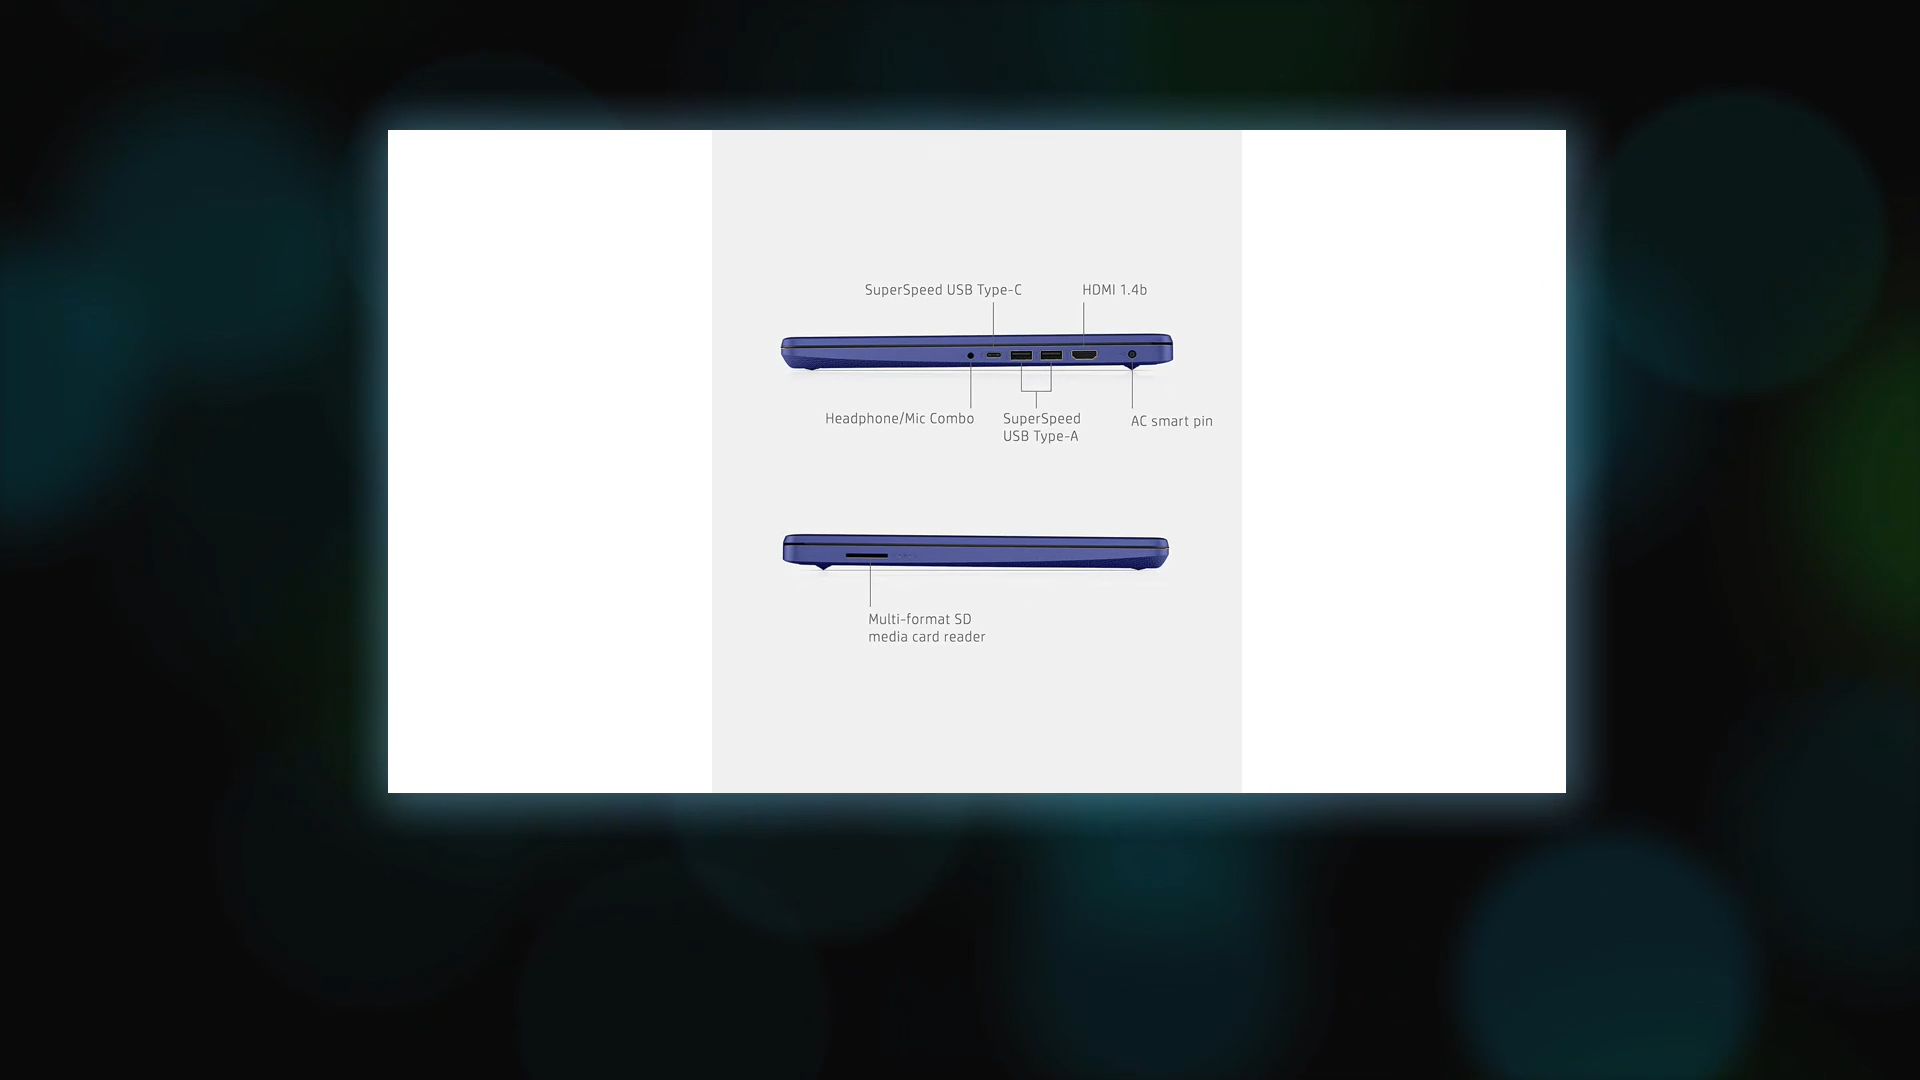 SuperSpeed USB Type-C
HDMI 1.4b
Headphone/Mic Combo
SuperSpeed
USB Type-A
AC smart pin
Multi-format SD
media card reader